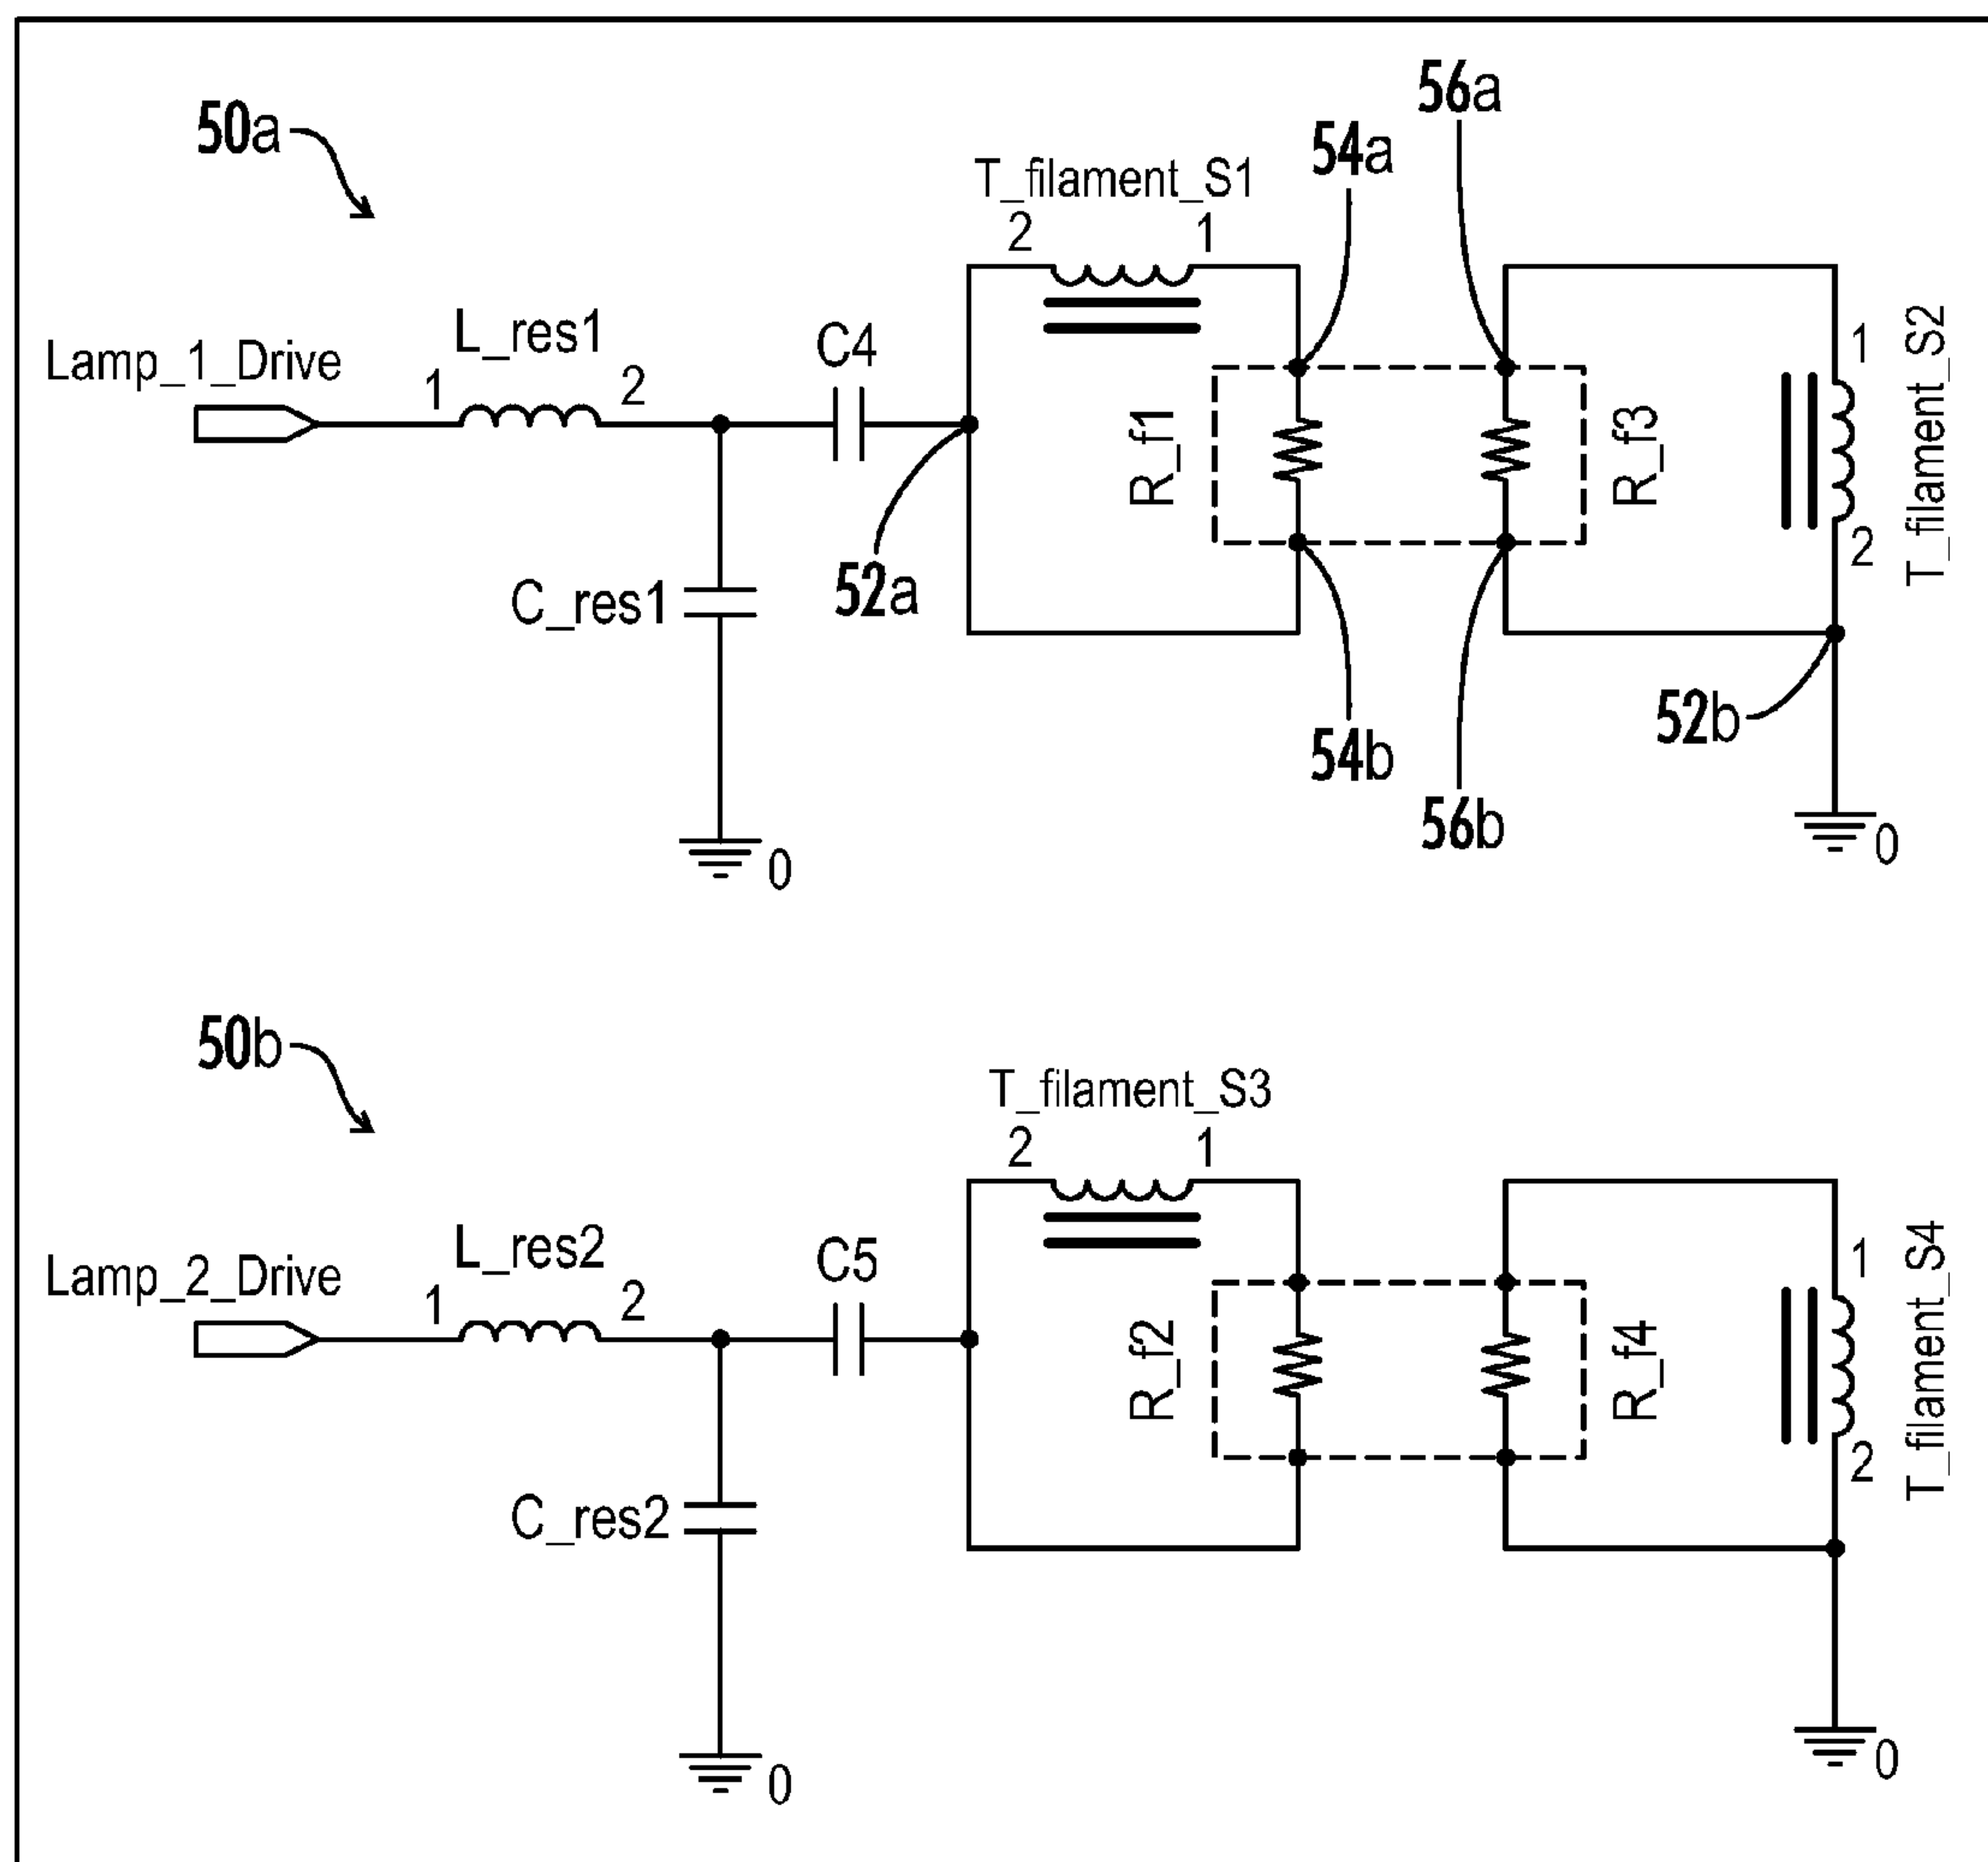 50a
56a
54a
T_filament_S1
2 1
Lamp_1_Drive
L_res1
1 2
C4
R_f1
R_f3
1
2
T_filament_S2
C_res1
52a
52b
54b
56b
0
0
50b
T_filament_S3
2 1
Lamp_2_Drive
L_res2
1 2
C5
R_f2
R_f4
1
2
T_filament_S4
C_res2
0
0